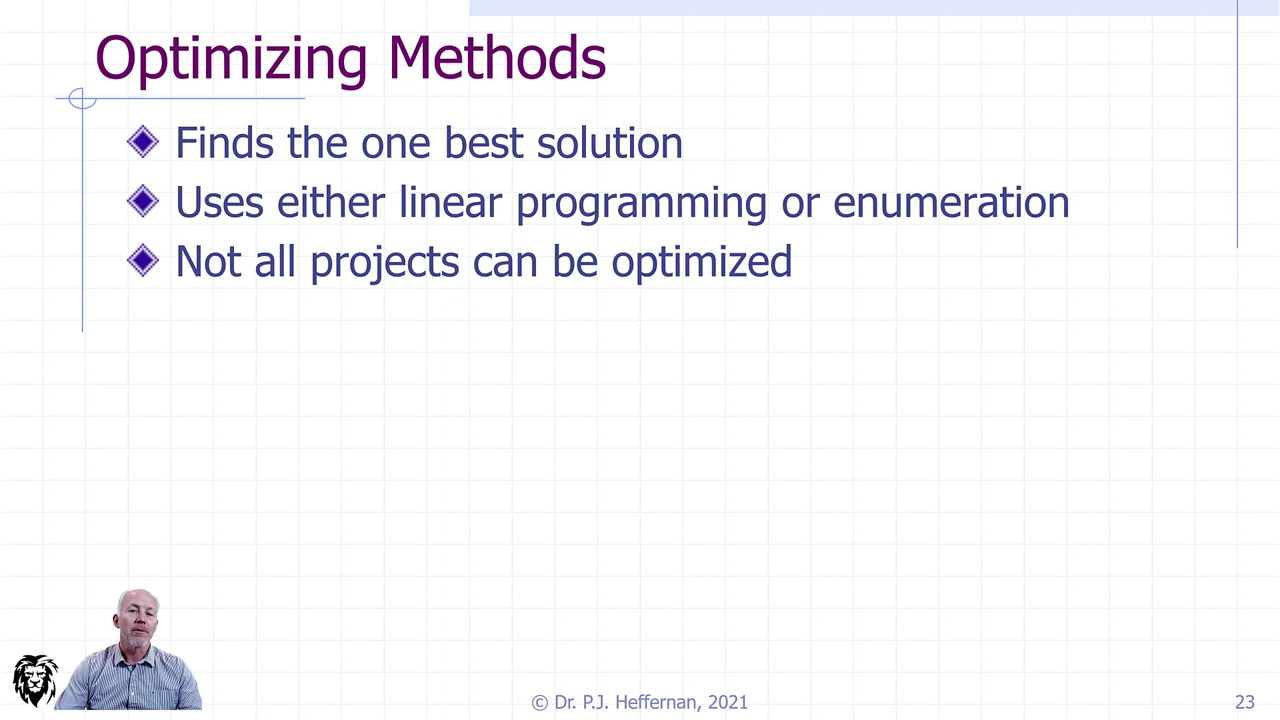 Optimizing Methods
Finds the one best solution
Uses either linear programming or enumeration
Not all projects can be optimized
© Dr. P.J. Heffernan, 2021
23